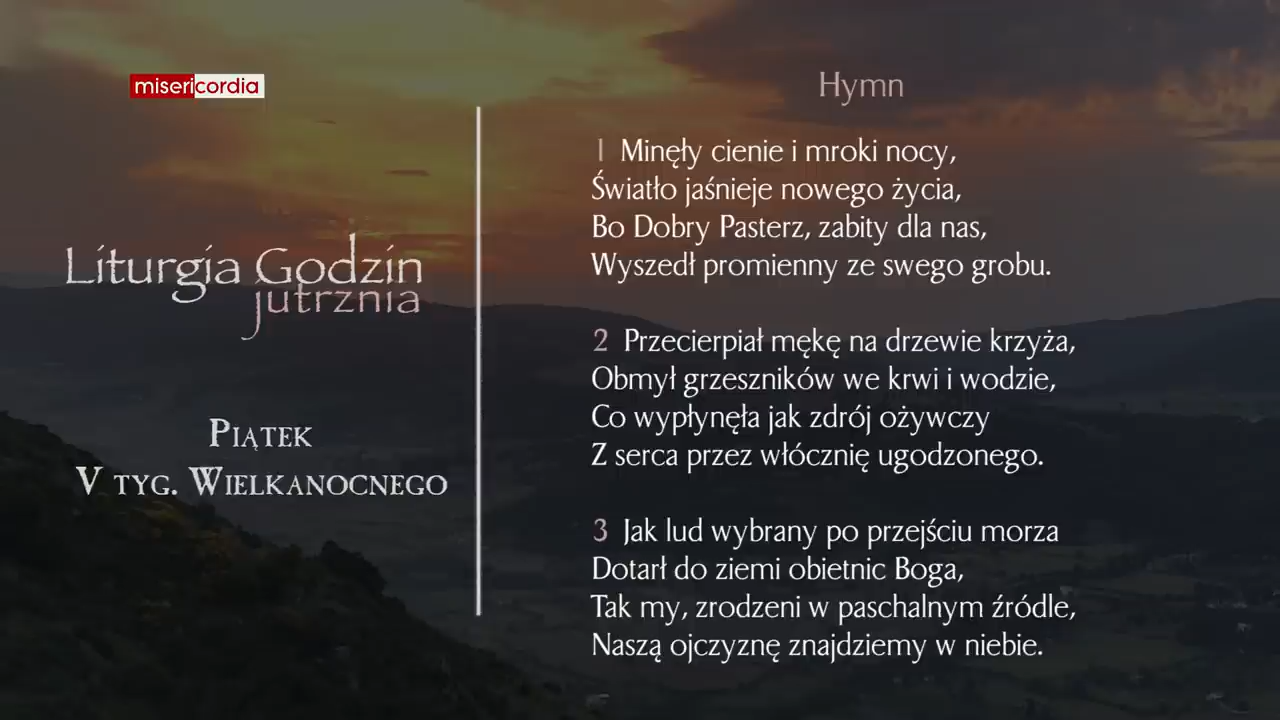 misericordia
Liturgia Godzin
jutrznia
Piątek
V tyg. Wielkanocnego
Hymn
1 Minęły cienie i mroki nocy,
Światło jaśnieje nowego życia,
Bo Dobry Pasterz, zabity dla nas,
Wyszedł promienny ze swego grobu.
2 Przecierpiał mękę na drzewie krzyża,
Obmył grzeszników we krwi i wodzie,
Co wypłynęła jak zdrój ożywczy
Z serca przez włócznię ugodzonego.
3 Jak lud wybrany po przejściu morza
Dotarł do ziemi obietnic Boga,
Tak my, zrodzeni w paschalnym źródle,
Naszą ojczyznę znajdziemy w niebie.